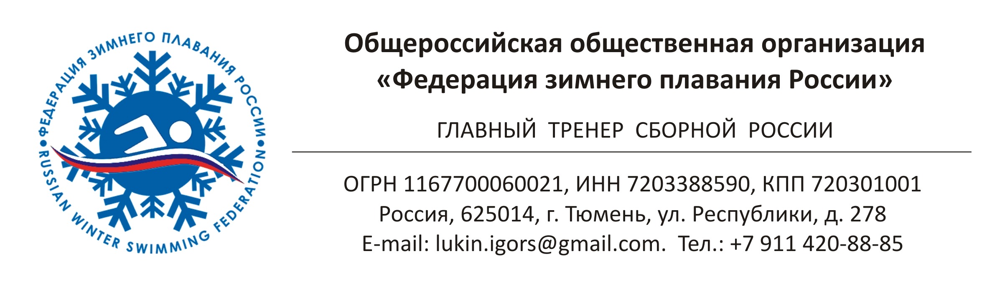 ФЕДЕРАЦИЯ ЗИМНЕГО ПЛАВАНИЯ РОССИИ
RUSSIAN WINTER SWIMMING FEDERATION
Общероссийская общественная организация
«Федерация зимнего плавания России»
ГЛАВНЫЙ ТРЕНЕР СБОРНОЙ РОССИИ
ОГРН 1167700060021, ИНН 7203388590, КПП 720301001
Россия, 625014, г. Тюмень, ул. Республики, д. 278
E-mail: lukin.igors@gmail.com. Тел.: +7 911 420-88-85